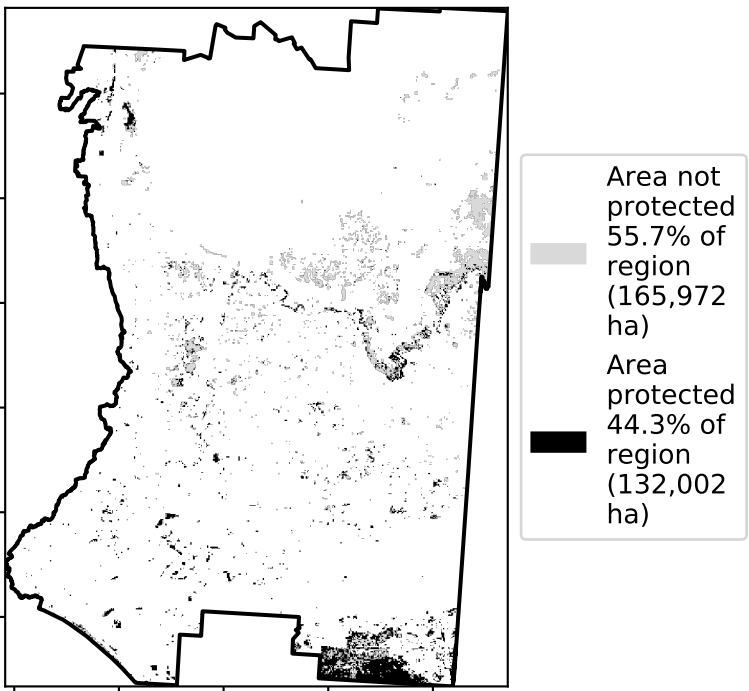 Area not
protected
55.7% of
region
(165,972
ha)
Area
protected
44.3% of
region
(132,002
ha)